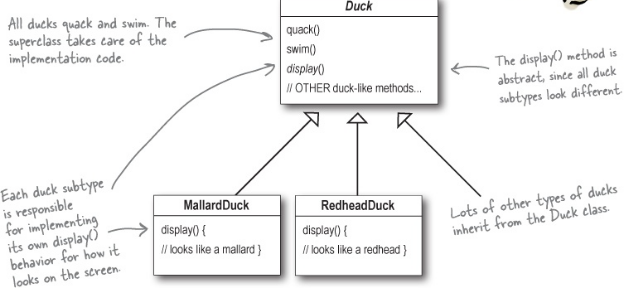 Duck
All ducks quack and swim. The
superclass takes care of the
implementation code.
quack()
swim()
display()
// OTHER duck-like methods...
The display() method is
abstract, since all duck
subtypes look different.
Each duck subtype
is responsible
for implementing
its own display()
behavior for how it
looks on the screen.
MallardDuck
display() {
// looks like a mallard }
RedheadDuck
display() {
// looks like a redhead }
Lots of other types of ducks
inherit from the Duck class.